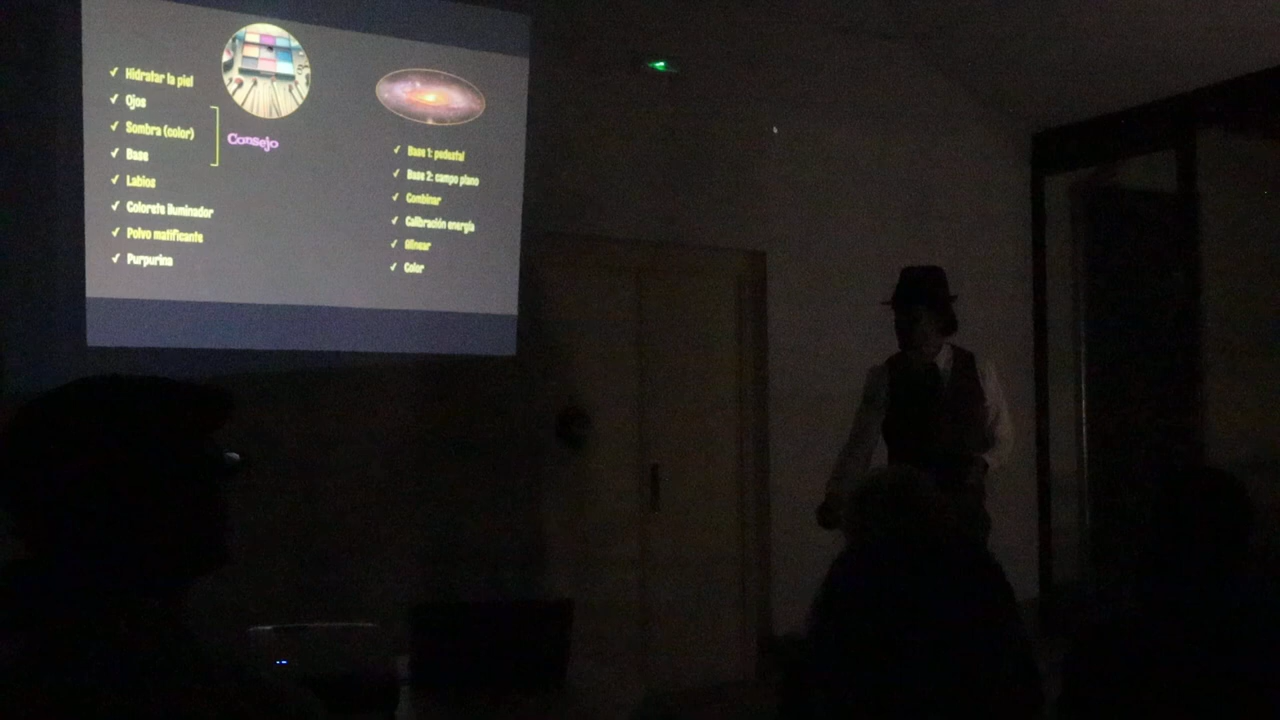 ✓ Hidratar la piel
✓ Ojos
✓ Sombra (color)
✓ Base
✓ Labios
✓ Colorete iluminador
✓ Polvo matificante
✓ Purpurina
Consejo
✓ Base 1: pedestal
✓ Base 2: campo plano
✓ Combinar
✓ Calibración energía
✓ Alinear
✓ Color